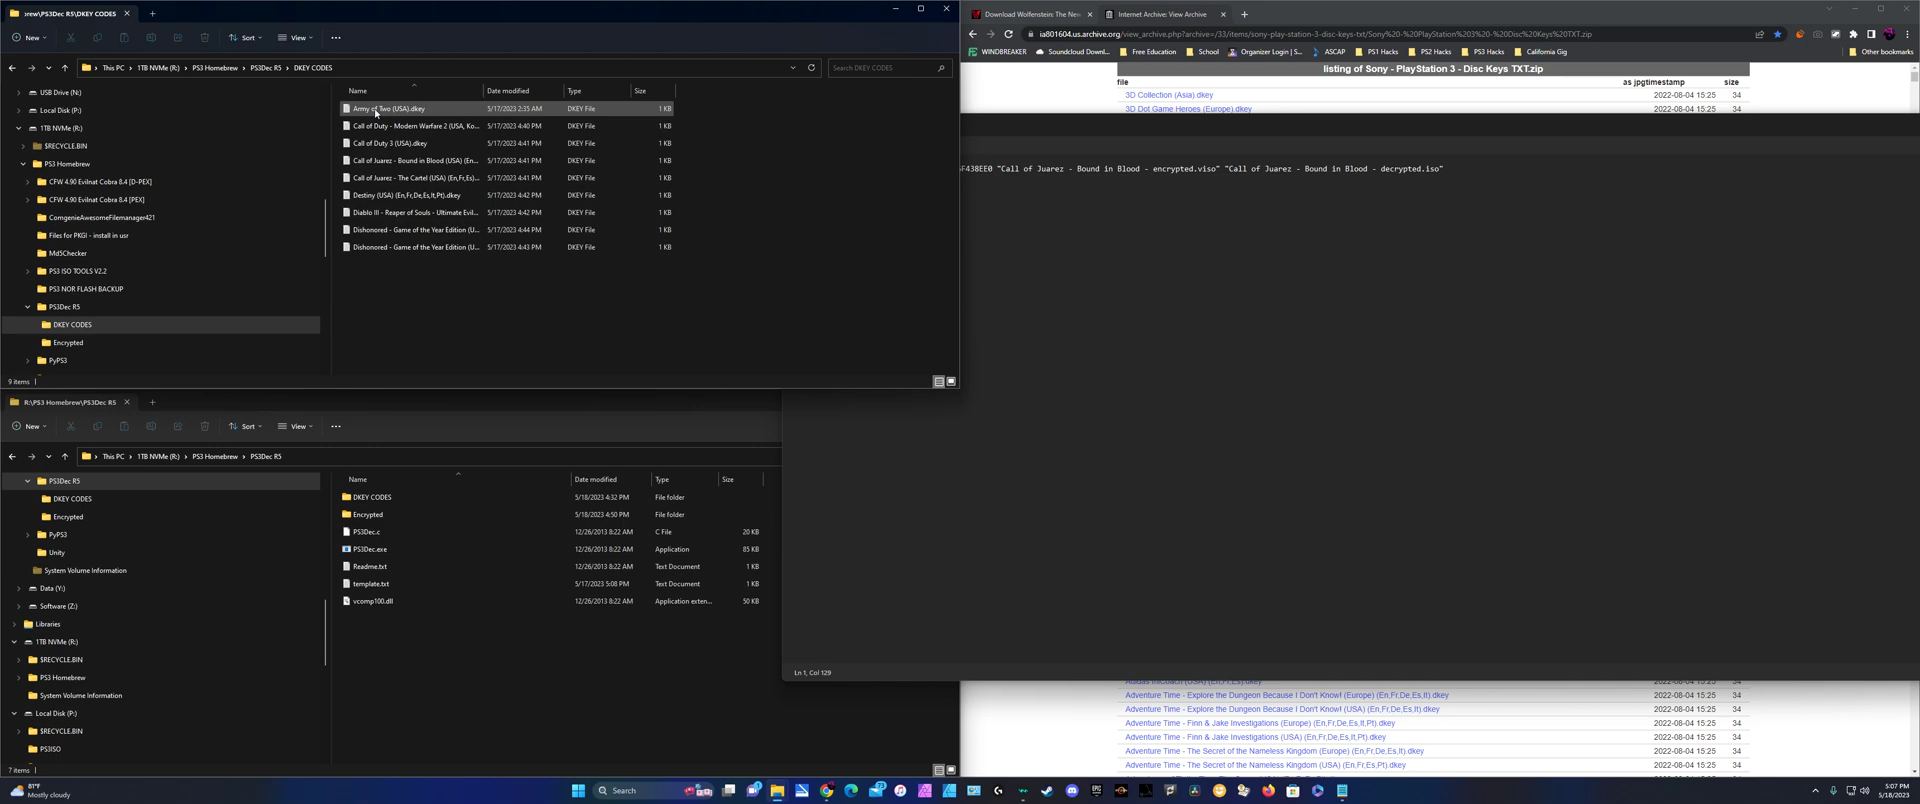 brew\PS3Dec R5\DKEY CODES
New
Sort
View
This PC > 1TB NVMe (R:) > PS3 Homebrew > PS3Dec R5 > DKEY CODES
Search DKEY CODES
USB Drive (N:)
Local Disk (P:)
1TB NVMe (R:)
$RECYCLE.BIN
PS3 Homebrew
CFW 4.90 Evilnat Cobra 8.4 [D-PEX]
CFW 4.90 Evilnat Cobra 8.4 [PEX]
ComgenieAwesomeFilemanager421
Files for PKGI - install in usr
Md5Checker
PS3 ISO TOOLS V2.2
PS3 NOR FLASH BACKUP
PS3Dec R5
DKEY CODES
Encrypted
PyPS3
Name Date modified Type Size
Army of Two (USA).dkey 5/17/2023 2:35 AM DKEY File 1 KB
Call of Duty - Modern Warfare 2 (USA, Ko... 5/17/2023 4:40 PM DKEY File 1 KB
Call of Duty 3 (USA).dkey 5/17/2023 4:41 PM DKEY File 1 KB
Call of Juarez - Bound in Blood (USA) (En... 5/17/2023 4:41 PM DKEY File 1 KB
Call of Juarez - The Cartel (USA) (En,Fr,Es)... 5/17/2023 4:41 PM DKEY File 1 KB
Destiny (USA) (En,Fr,De,Es,It,Pt).dkey 5/17/2023 4:42 PM DKEY File 1 KB
Diablo III - Reaper of Souls - Ultimate Evil... 5/17/2023 4:42 PM DKEY File 1 KB
Dishonored - Game of the Year Edition (U... 5/17/2023 4:44 PM DKEY File 1 KB
Dishonored - Game of the Year Edition (U... 5/17/2023 4:43 PM DKEY File 1 KB
9 items
Download Wolfenstein: The Nev
Internet Archive: View Archive
ia801604.us.archive.org/view_archive.php?archive=/33/items/sony-play-station-3-disc-keys-txt/Sony%20-%20PlayStation%203%20-%20Disc%20Keys%20TXT.zip
WINDBREAKER Soundcloud Downl... Free Education School Organizer Login | S... ASCAP PS1 Hacks PS2 Hacks PS3 Hacks California Gig Other bookmarks
listing of Sony - PlayStation 3 - Disc Keys TXT.zip
file as jpg timestamp size
3D Collection (Asia).dkey 2022-08-04 15:25 34
3D Dot Game Heroes (Europe).dkey 2022-08-04 15:25 34
F438EE0 "Call of Juarez - Bound in Blood - encrypted.viso" "Call of Juarez - Bound in Blood - decrypted.iso"
Ln 1, Col 129
R:\PS3 Homebrew\PS3Dec R5
New
Sort
View
This PC > 1TB NVMe (R:) > PS3 Homebrew > PS3Dec R5
PS3Dec R5
DKEY CODES
Encrypted
PyPS3
Unity
System Volume Information
Data (Y:)
Software (Z:)
Libraries
1TB NVMe (R:)
$RECYCLE.BIN
PS3 Homebrew
System Volume Information
Local Disk (P:)
$RECYCLE.BIN
PS3ISO
Name Date modified Type Size
DKEY CODES 5/18/2023 4:32 PM File folder
Encrypted 5/18/2023 4:50 PM File folder
PS3Dec.c 12/26/2013 8:22 AM C File 20 KB
PS3Dec.exe 12/26/2013 8:22 AM Application 85 KB
Readme.txt 12/26/2013 8:22 AM Text Document 1 KB
template.txt 5/17/2023 5:08 PM Text Document 1 KB
vcomp100.dll 12/26/2013 8:22 AM Application exten... 50 KB
7 items
2022-08-04 15:25 34
Adventure Time - Explore the Dungeon Because I Don't Know! (Europe) (En,Fr,De,Es,It).dkey 2022-08-04 15:25 34
Adventure Time - Explore the Dungeon Because I Don't Know! (USA) (En,Fr,De,Es,It).dkey 2022-08-04 15:25 34
Adventure Time - Finn & Jake Investigations (Europe) (En,Fr,De,Es,It,Pt).dkey 2022-08-04 15:25 34
Adventure Time - Finn & Jake Investigations (USA) (En,Fr,De,Es,It,Pt).dkey 2022-08-04 15:25 34
Adventure Time - The Secret of the Nameless Kingdom (Europe) (En,Fr,De,Es,It).dkey 2022-08-04 15:25 34
Adventure Time - The Secret of the Nameless Kingdom (USA) (En,Fr,Es,Pt).dkey 2022-08-04 15:25 34
81°F
Mostly cloudy
Search
5:07 PM
5/18/2023